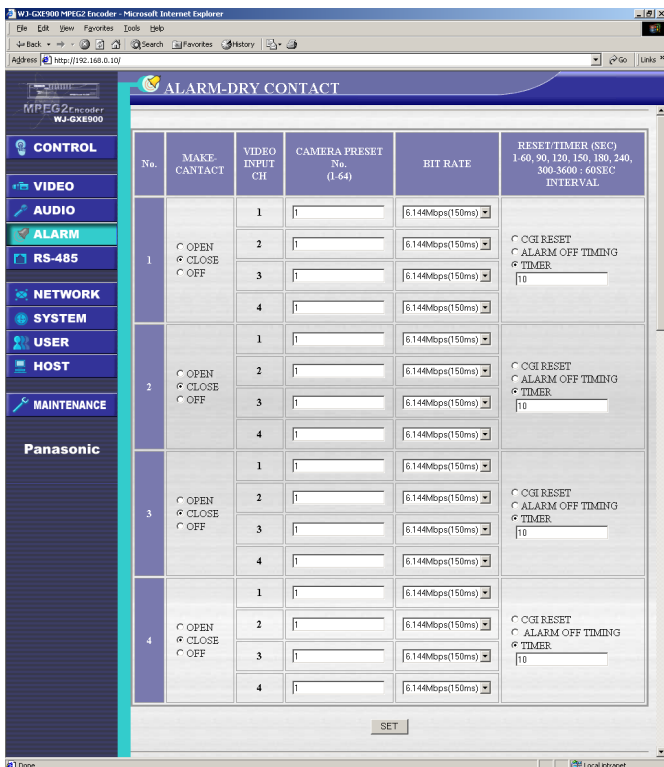 WJ-GXE900 MPEG2 Encoder - Microsoft Internet Explorer
File Edit View Favorites Tools Help
Back Search Favorites History
Address http://192.168.0.10/ Go Links
MPEG2Encoder
WJ-GXE900
CONTROL
VIDEO
AUDIO
ALARM
RS-485
NETWORK
SYSTEM
USER
HOST
MAINTENANCE
Panasonic
ALARM-DRY CONTACT
No. MAKE-CANTACT VIDEO INPUT CH CAMERA PRESET No. (1-64) BIT RATE RESET/TIMER (SEC) 1-60, 90, 120, 150, 180, 240, 300-3600 : 60SEC INTERVAL
1
OPEN
CLOSE
OFF
1 1 6.144Mbps(150ms)
2 1 6.144Mbps(150ms)
3 1 6.144Mbps(150ms)
4 1 6.144Mbps(150ms)
CGI RESET
ALARM OFF TIMING
TIMER
10
2
OPEN
CLOSE
OFF
1 1 6.144Mbps(150ms)
2 1 6.144Mbps(150ms)
3 1 6.144Mbps(150ms)
4 1 6.144Mbps(150ms)
CGI RESET
ALARM OFF TIMING
TIMER
10
3
OPEN
CLOSE
OFF
1 1 6.144Mbps(150ms)
2 1 6.144Mbps(150ms)
3 1 6.144Mbps(150ms)
4 1 6.144Mbps(150ms)
CGI RESET
ALARM OFF TIMING
TIMER
10
4
OPEN
CLOSE
OFF
1 1 6.144Mbps(150ms)
2 1 6.144Mbps(150ms)
3 1 6.144Mbps(150ms)
4 1 6.144Mbps(150ms)
CGI RESET
ALARM OFF TIMING
TIMER
10
SET
Done Local intranet